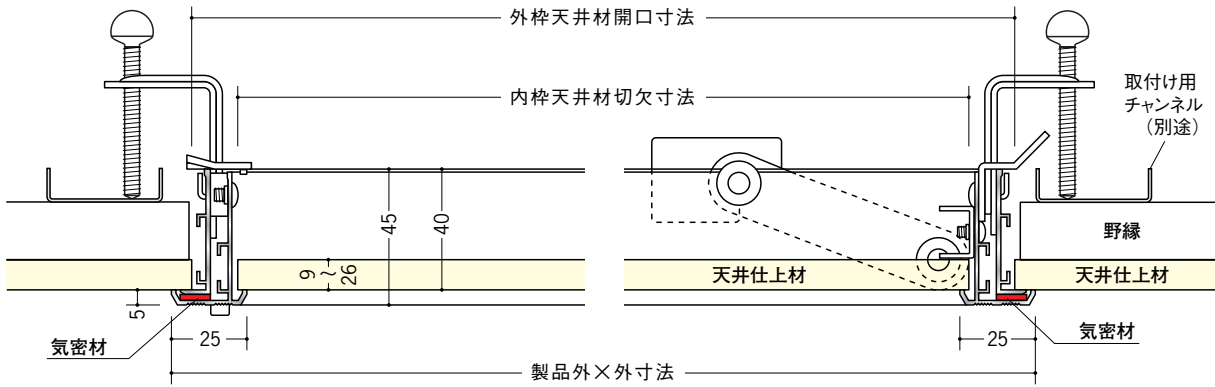 外枠天井材開口寸法
内枠天井材切欠寸法
取付け用
チャンネル
（別途）
45
40
野縁
9
～
26
天井仕上材
天井仕上材
5
気密材
25
25
気密材
製品外×外寸法